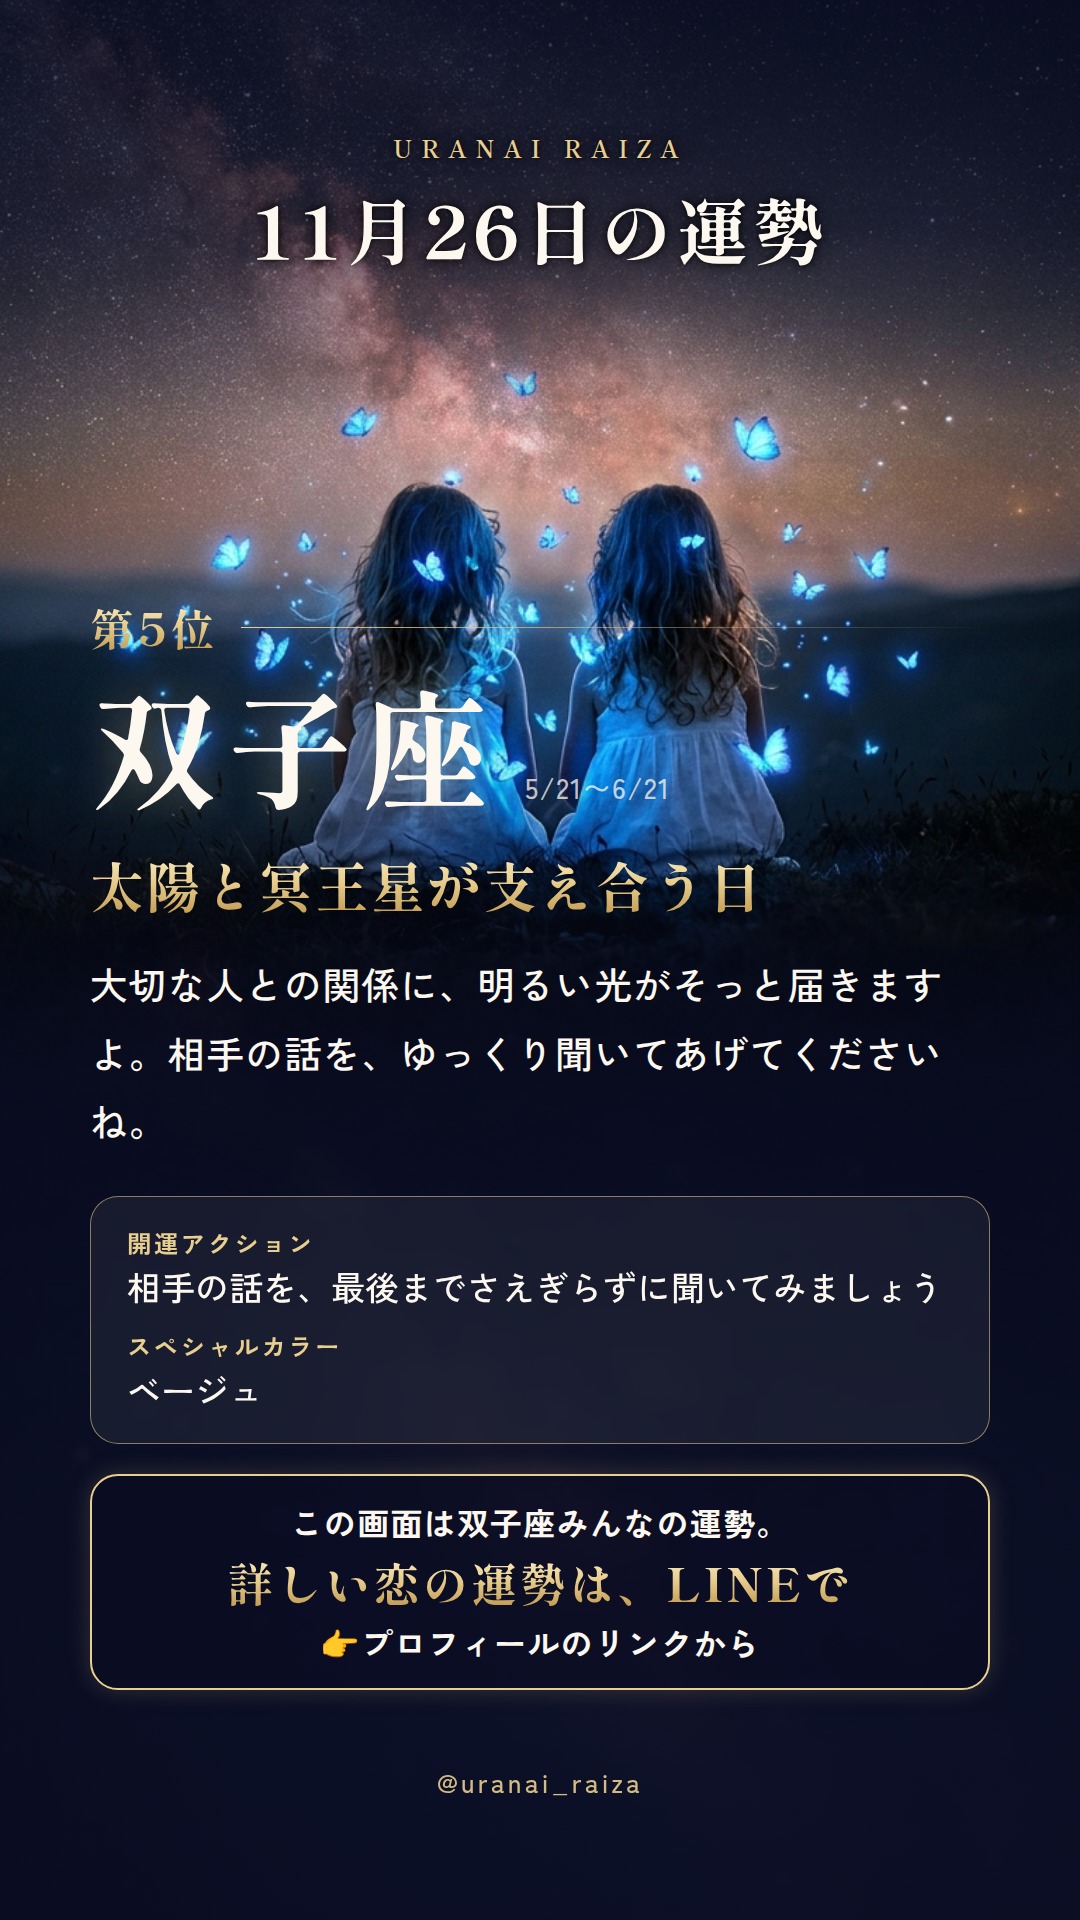 URANAI RAIZA
11月26日の運勢
第5位
双子座 5/21〜6/21
太陽と冥王星が支え合う日
大切な人との関係に、明るい光がそっと届きます
よ。相手の話を、ゆっくり聞いてあげてください
ね。
開運アクション
相手の話を、最後までさえぎらずに聞いてみましょう
スペシャルカラー
ベージュ
この画面は双子座みんなの運勢。
詳しい恋の運勢は、LINEで
👉プロフィールのリンクから
@uranai_raiza